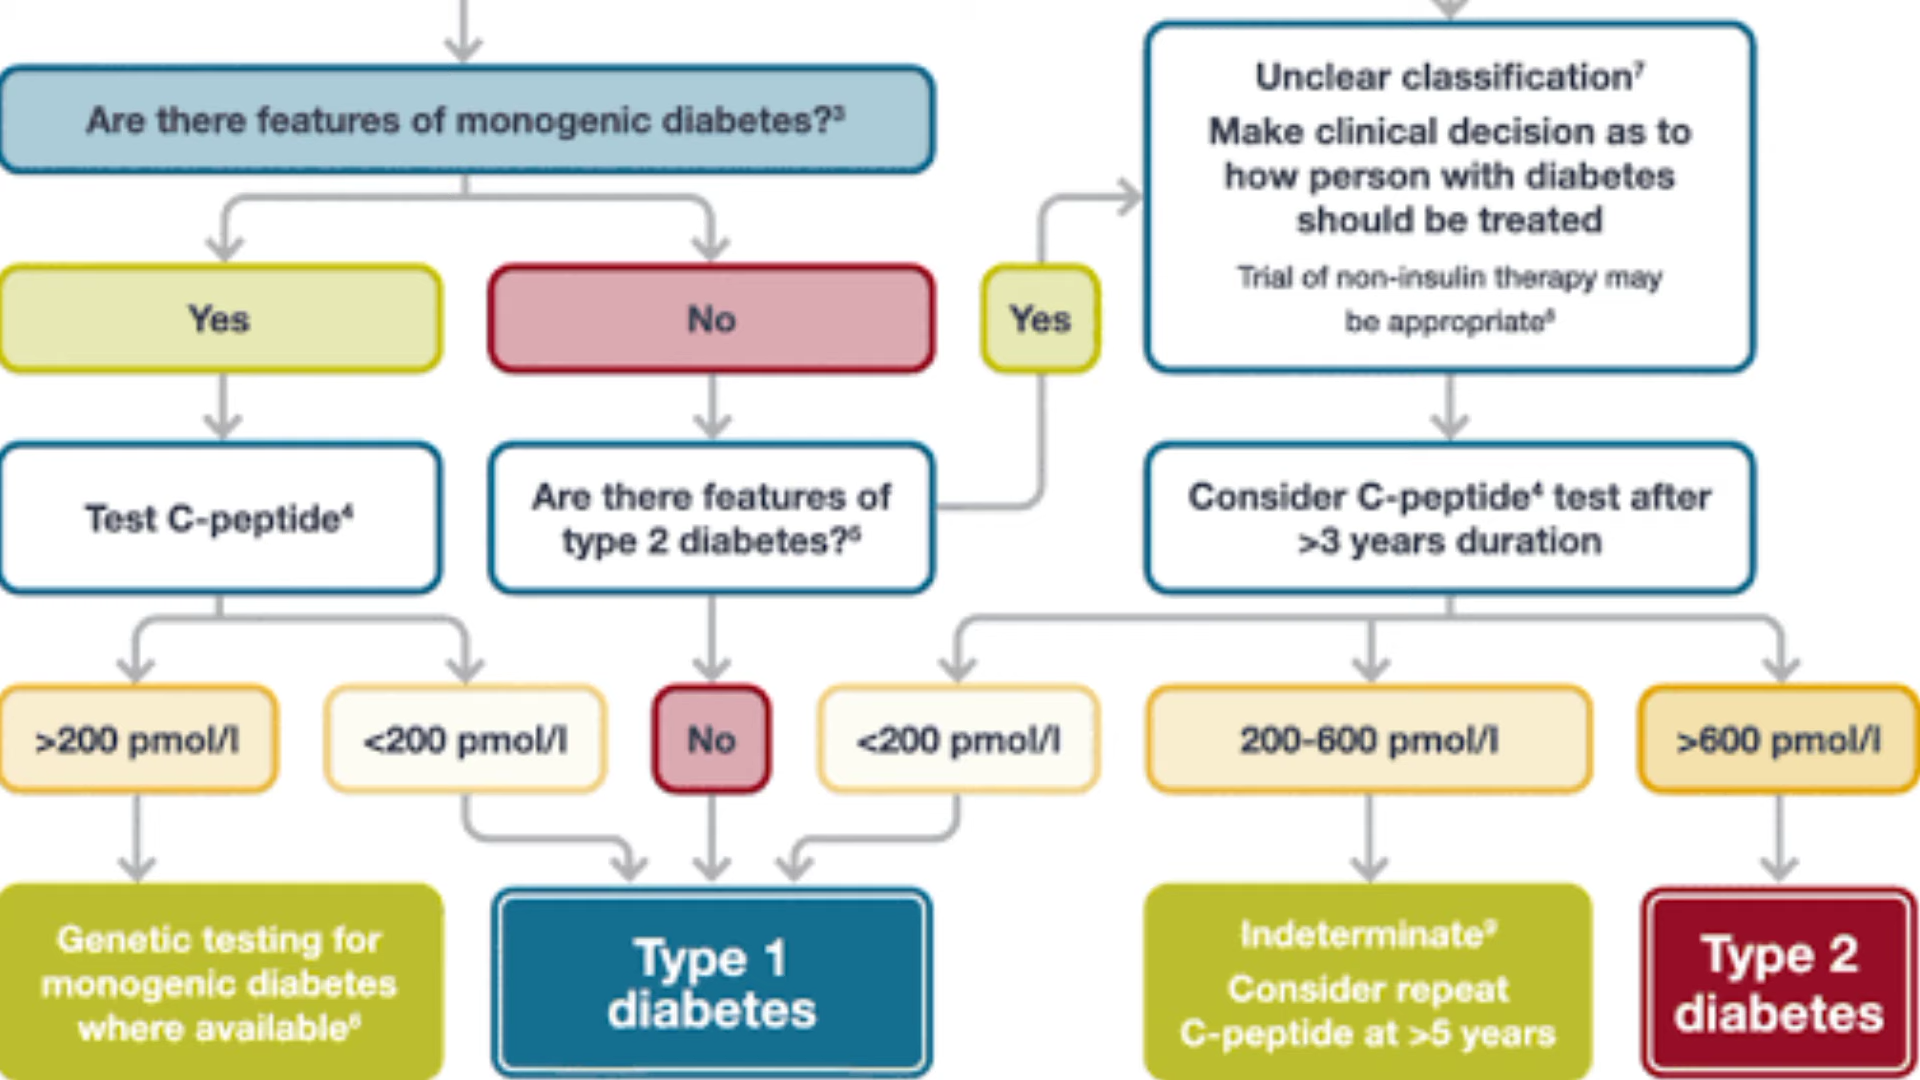 Are there features of monogenic diabetes?³
Yes
No
Yes
Unclear classification⁷
Make clinical decision as to
how person with diabetes
should be treated
Trial of non-insulin therapy may
be appropriate⁸
Test C-peptide⁴
Are there features of
type 2 diabetes?⁵
Consider C-peptide⁴ test after
>3 years duration
>200 pmol/l
<200 pmol/l
No
<200 pmol/l
200-600 pmol/l
>600 pmol/l
Genetic testing for
monogenic diabetes
where available⁶
Type 1
diabetes
Indeterminate⁹
Consider repeat
C-peptide at >5 years
Type 2
diabetes